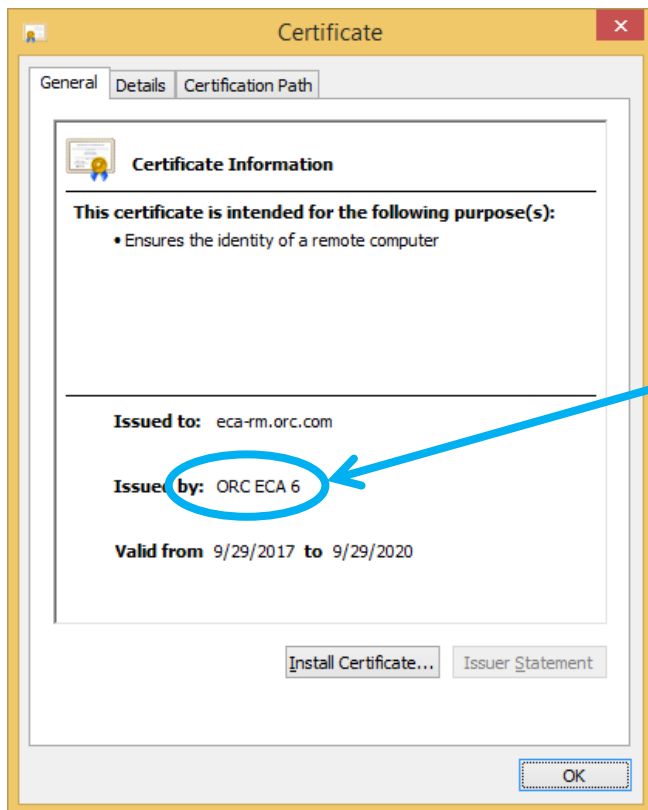 Certificate
General Details Certification Path
Certificate Information
This certificate is intended for the following purpose(s):
• Ensures the identity of a remote computer
Issued to: eca-rm.orc.com
Issued by: ORC ECA 6
Valid from 9/29/2017 to 9/29/2020
Install Certificate... Issuer Statement
OK